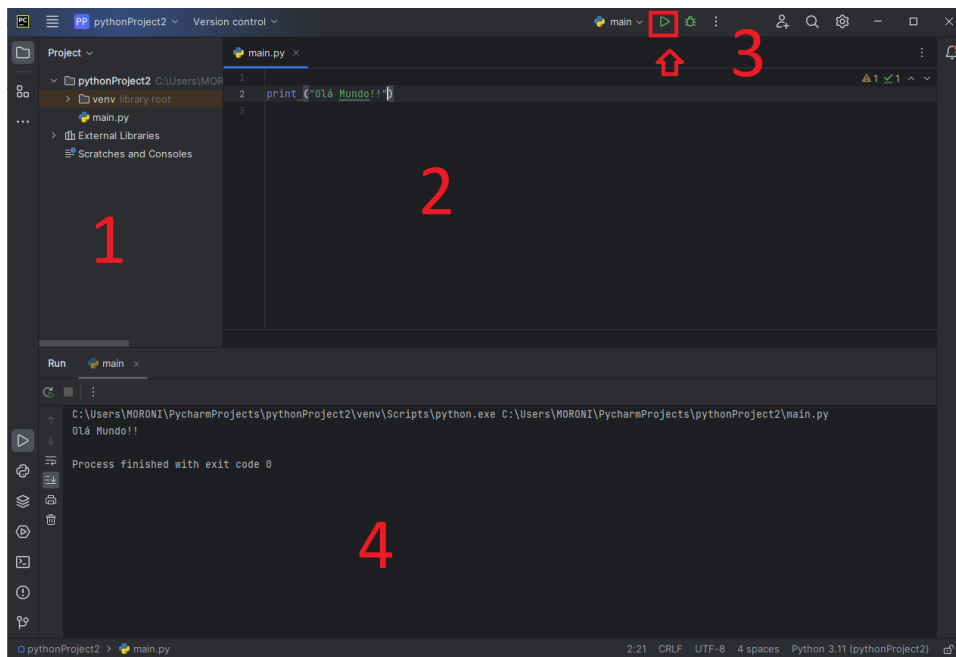 PC PP pythonProject2 Version control main
3
Project
main.py
pythonProject2 C:\Users\MOR
1
1 1
venv library root
2 print ("Olá Mundo!!")
main.py
3
External Libraries
Scratches and Consoles
2
1
Run main
C:\Users\MORONI\PycharmProjects\pythonProject2\venv\Scripts\python.exe C:\Users\MORONI\PycharmProjects\pythonProject2\main.py
Olá Mundo!!
Process finished with exit code 0
4
pythonProject2 > main.py 2:21 CRLF UTF-8 4 spaces Python 3.11 (pythonProject2)